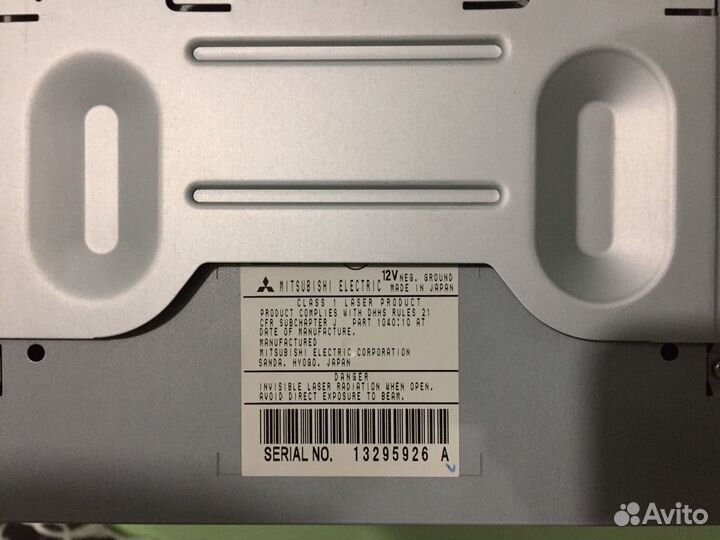 MITSUBISHI ELECTRIC 12V NEG. GROUND
MADE IN JAPAN
CLASS 1 LASER PRODUCT
PRODUCT COMPLIES WITH DHHS RULES 21
CFR SUBCHAPTER J PART 1040:10 AT
DATE OF MANUFACTURE.
MANUFACTURED
MITSUBISHI ELECTRIC CORPORATION
SANDA. HYOGO. JAPAN
DANGER
INVISIBLE LASER RADIATION WHEN OPEN.
AVOID DIRECT EXPOSURE TO BEAM.
SERIAL NO. 13295926 A
Avito